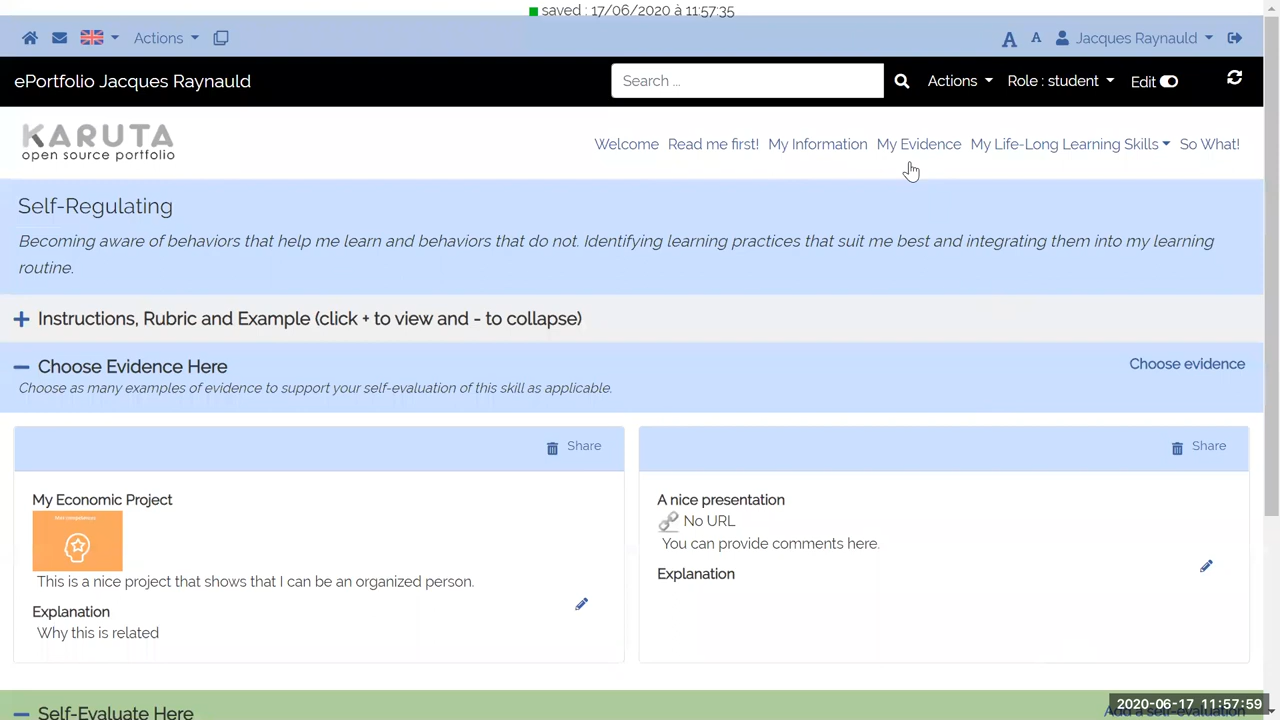 saved : 17/06/2020 à 11:57:35
Actions
A A Jacques Raynauld
ePortfolio Jacques Raynauld
Search ...
Actions Role : student Edit
KARUTA
open source portfolio
Welcome Read me first! My Information My Evidence My Life-Long Learning Skills So What!
Self-Regulating
Becoming aware of behaviors that help me learn and behaviors that do not. Identifying learning practices that suit me best and integrating them into my learning
routine.
Instructions, Rubric and Example (click + to view and - to collapse)
Choose Evidence Here
Choose evidence
Choose as many examples of evidence to support your self-evaluation of this skill as applicable.
Share
My Economic Project
This is a nice project that shows that I can be an organized person.
Explanation
Why this is related
Share
A nice presentation
No URL
You can provide comments here.
Explanation
Self-Evaluate Here
Add a self-evaluation
2020-06-17 11:57:59